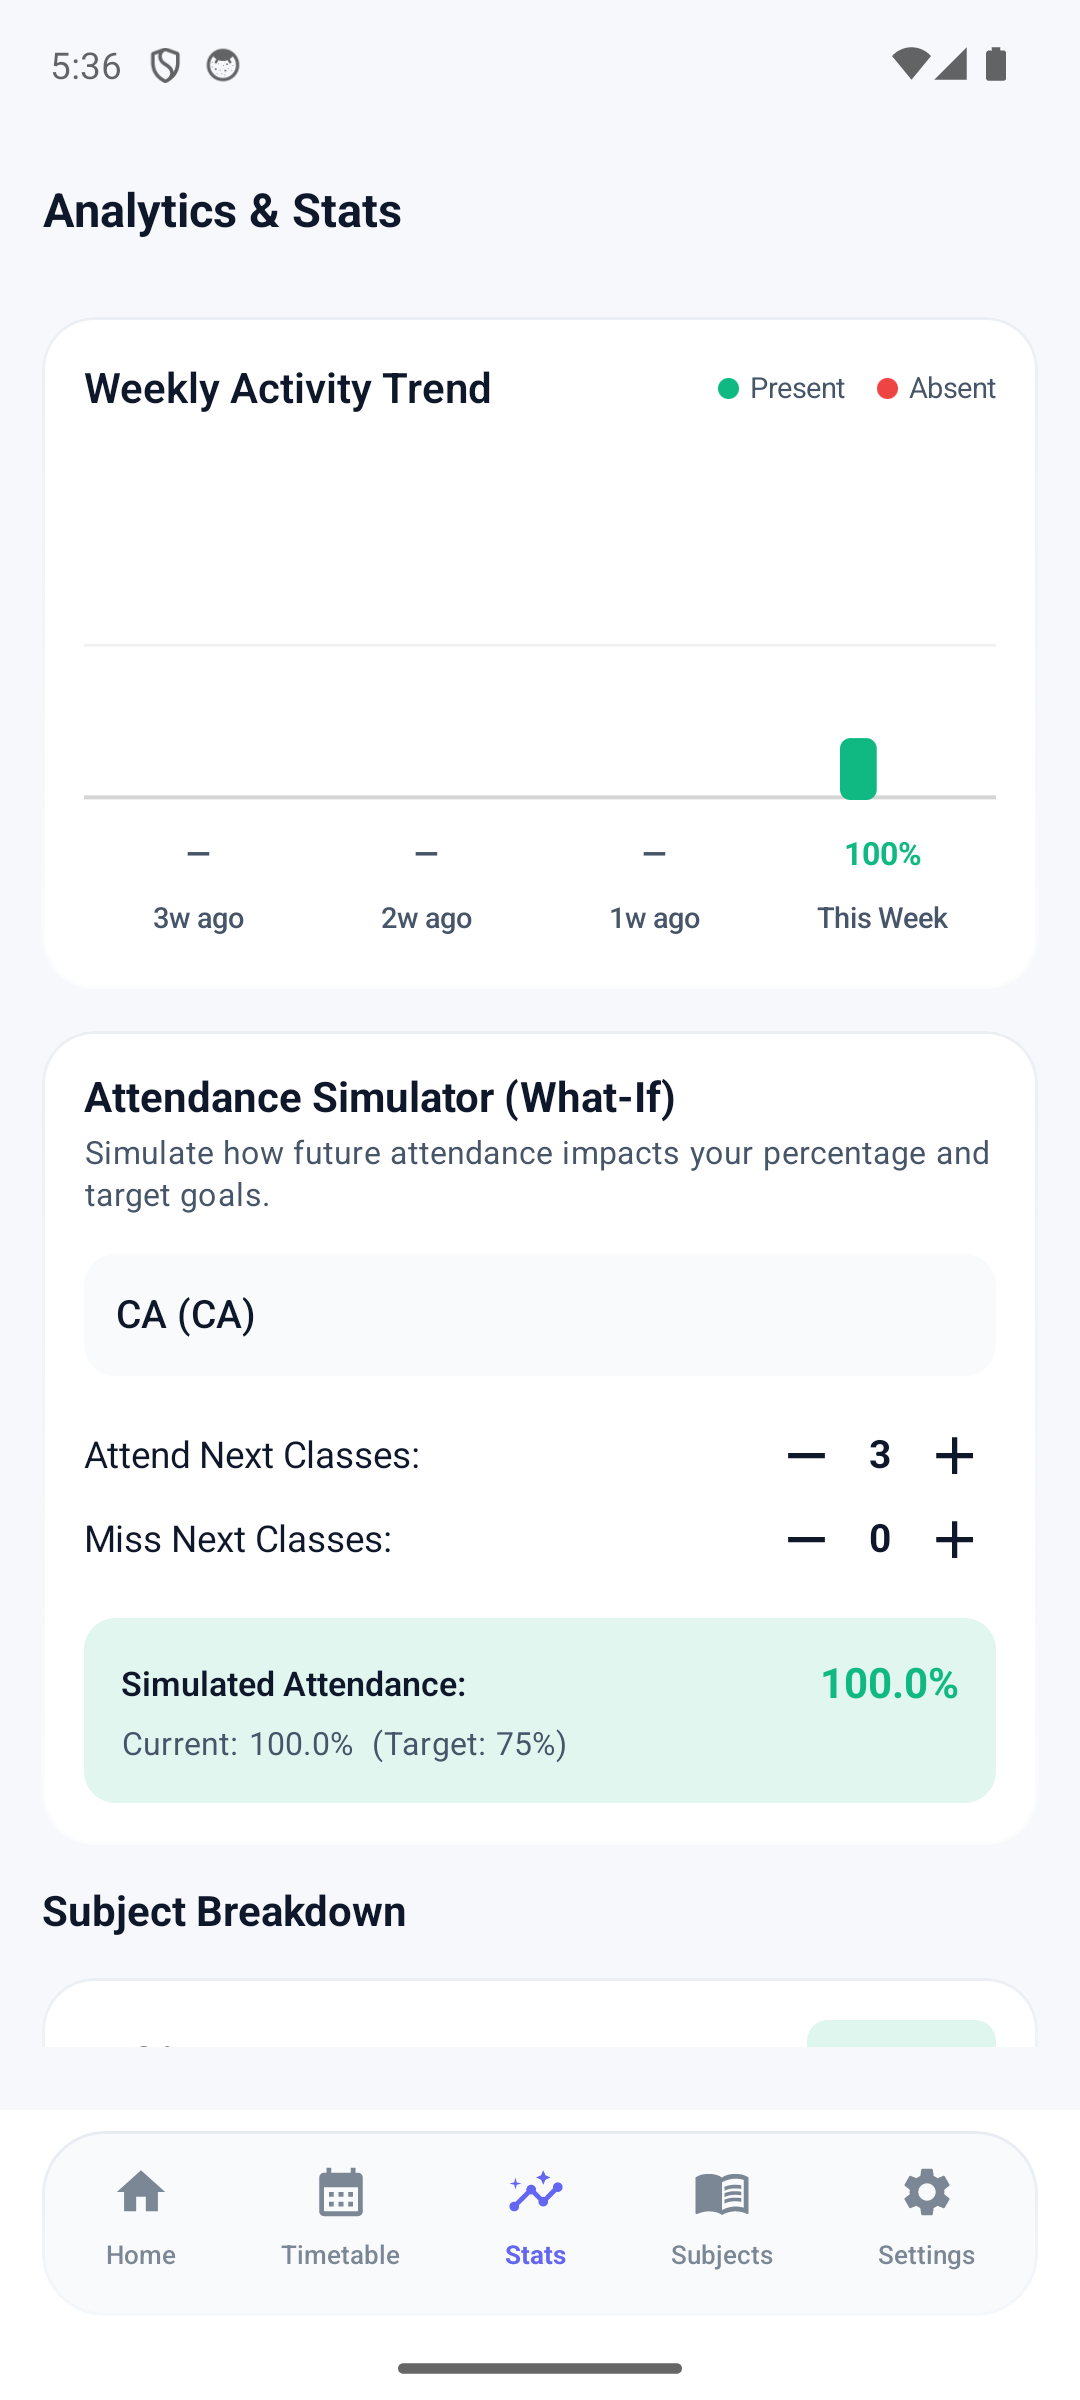 5:36
Analytics & Stats
Weekly Activity Trend
Present
Absent
–
–
–
100%
3w ago
2w ago
1w ago
This Week
Attendance Simulator (What-If)
Simulate how future attendance impacts your percentage and
target goals.
CA (CA)
Attend Next Classes:
— 3 +
Miss Next Classes:
— 0 +
Simulated Attendance:
100.0%
Current: 100.0% (Target: 75%)
Subject Breakdown
Home
Timetable
Stats
Subjects
Settings